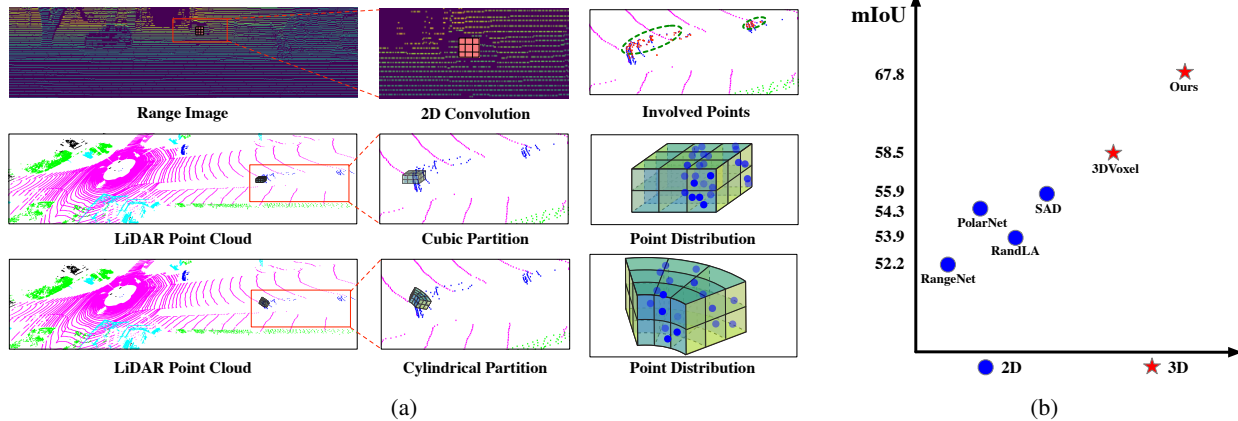 Range Image
2D Convolution
Involved Points
LiDAR Point Cloud
Cubic Partition
Point Distribution
LiDAR Point Cloud
Cylindrical Partition
Point Distribution
(a)
mIoU
67.8
Ours
58.5
3DVoxel
55.9
SAD
54.3
PolarNet
53.9
RandLA
52.2
RangeNet
2D
3D
(b)